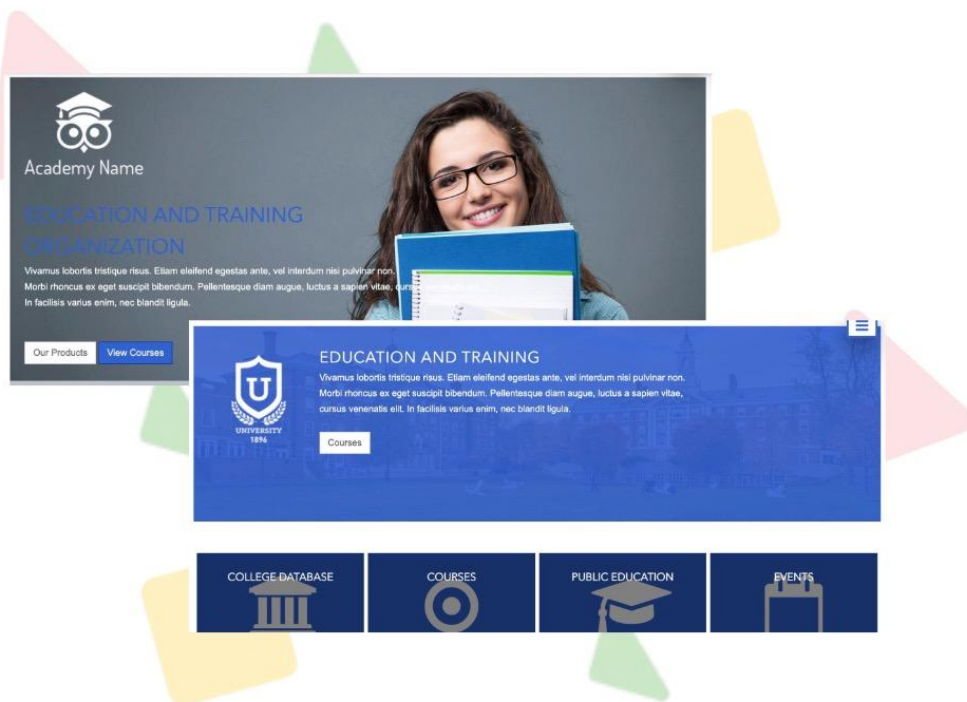 Academy Name
EDUCATION AND TRAINING
ORGANIZATION
Vivamus lobortis tristique risus. Etiam eleifend egestas ante, vel interdum nisi pulvinar non.
Morbi rhoncus ex eget suscipit bibendum. Pellentesque diam augue, luctus a sapien vitae,
In facilisis varius enim, nec blandit ligula.
Our Products
View Courses
U
UNIVERSITY
1896
EDUCATION AND TRAINING
Vivamus lobortis tristique risus. Etiam eleifend egestas ante, vel interdum nisi pulvinar non.
Morbi rhoncus ex eget suscipit bibendum. Pellentesque diam augue, luctus a sapien vitae,
cursus venenatis elit. In facilisis varius enim, nec blandit ligula.
Courses
COLLEGE DATABASE
COURSES
PUBLIC EDUCATION
EVENTS